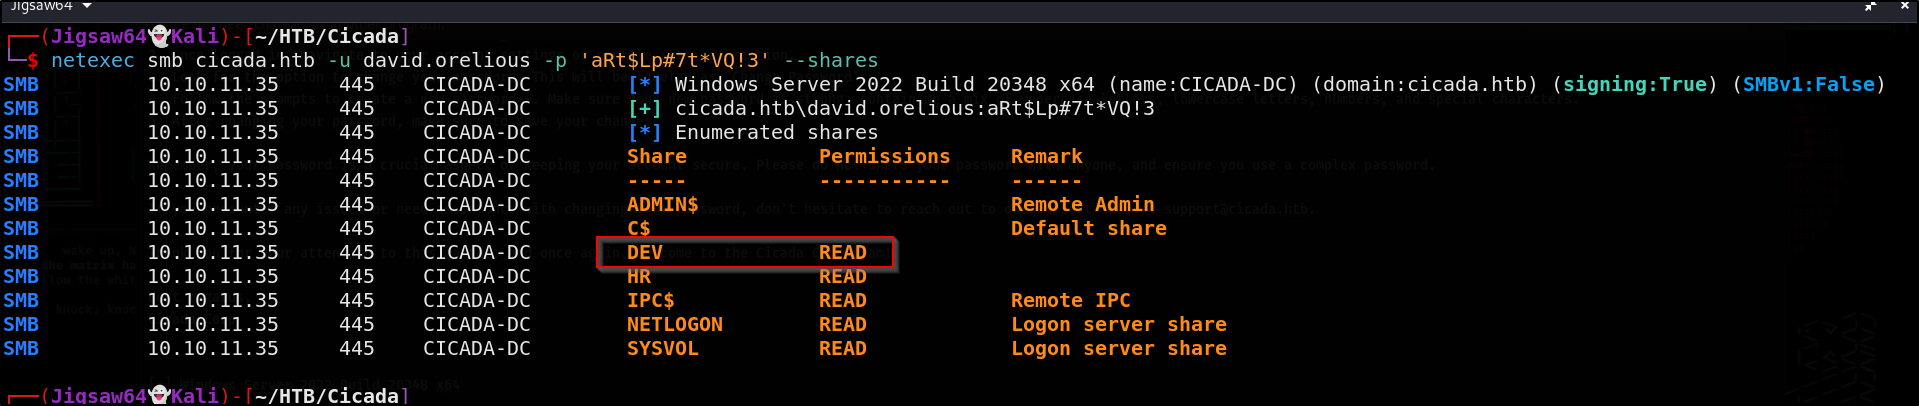 Jigsaw64
(Jigsaw64👻Kali)-[~/HTB/Cicada]
$ netexec smb cicada.htb -u david.orelious -p 'aRt$Lp#7t*VQ!3' --shares
SMB 10.10.11.35 445 CICADA-DC [*] Windows Server 2022 Build 20348 x64 (name:CICADA-DC) (domain:cicada.htb) (signing:True) (SMBv1:False)
SMB 10.10.11.35 445 CICADA-DC [+] cicada.htb\david.orelious:aRt$Lp#7t*VQ!3
SMB 10.10.11.35 445 CICADA-DC [*] Enumerated shares
SMB 10.10.11.35 445 CICADA-DC Share Permissions Remark
SMB 10.10.11.35 445 CICADA-DC ----- ----------- ------
SMB 10.10.11.35 445 CICADA-DC ADMIN$ Remote Admin
SMB 10.10.11.35 445 CICADA-DC C$ Default share
SMB 10.10.11.35 445 CICADA-DC DEV READ
SMB 10.10.11.35 445 CICADA-DC HR READ
SMB 10.10.11.35 445 CICADA-DC IPC$ READ Remote IPC
SMB 10.10.11.35 445 CICADA-DC NETLOGON READ Logon server share
SMB 10.10.11.35 445 CICADA-DC SYSVOL READ Logon server share
(Jigsaw64👻Kali)-[~/HTB/Cicada]